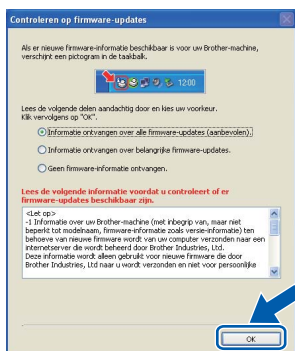 Controleren op firmware-updates
Als er nieuwe firmware-informatie beschikbaar is voor uw Brother-machine,
verschijnt een pictogram in de taakbalk.
12:00
Lees de volgende delen aandachtig door en kies uw voorkeur.
Klik vervolgens op "OK".
Informatie ontvangen over alle firmware-updates (aanbevolen).
Informatie ontvangen over belangrijke firmware-updates.
Geen firmware-informatie ontvangen.
Lees de volgende informatie voordat u controleert of er
firmware-updates beschikbaar zijn.
<Let op>
-1 Informatie over uw Brother-machine (met inbegrip van, maar niet
beperkt tot modelnaam, firmware-informatie zoals versie-informatie) ten
behoeve van nieuwe firmware wordt van uw computer verzonden naar een
internetserver die wordt beheerd door Brother Industries, Ltd.
Deze informatie wordt alleen gebruikt voor nieuwe firmware die door
Brother Industries, Ltd naar u wordt verzonden en niet voor persoonlijke
OK